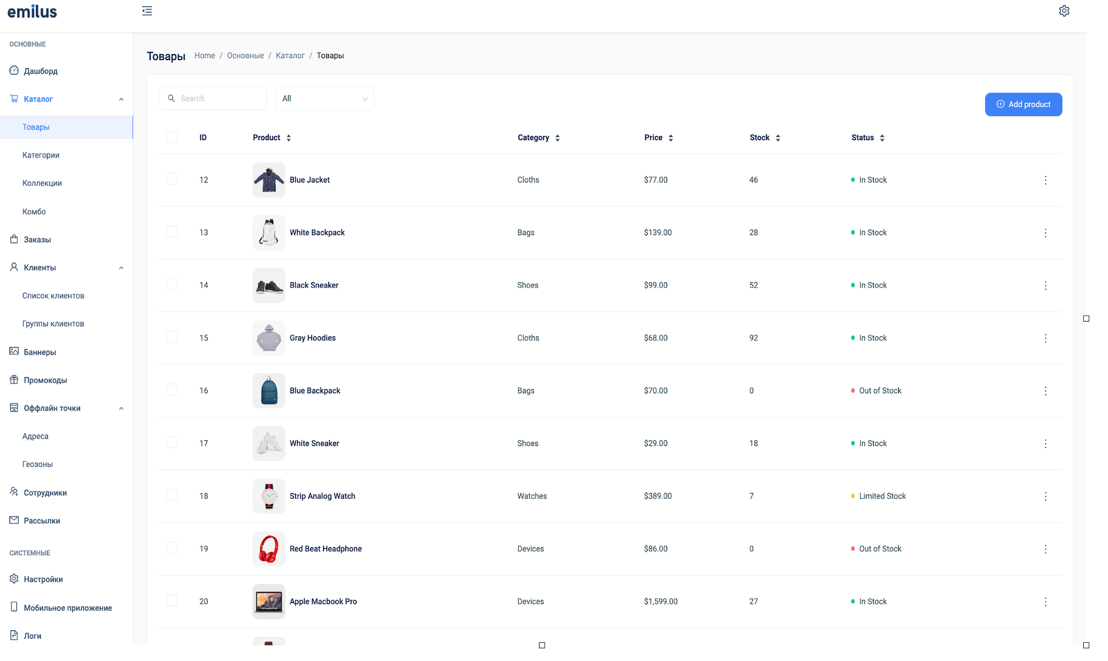 emilus
ОСНОВНЫЕ
Дашборд
Каталог
Товары
Категории
Коллекции
Комбо
Заказы
Клиенты
Список клиентов
Группы клиентов
Баннеры
Промокоды
Оффлайн точки
Адреса
Геозоны
Сотрудники
Рассылки
СИСТЕМНЫЕ
Настройки
Мобильное приложение
Логи
Товары Home / Основные / Каталог / Товары
Search All Add product
ID Product Category Price Stock Status
12 Blue Jacket Cloths $77.00 46 In Stock
13 White Backpack Bags $139.00 28 In Stock
14 Black Sneaker Shoes $99.00 52 In Stock
15 Gray Hoodies Cloths $68.00 92 In Stock
16 Blue Backpack Bags $70.00 0 Out of Stock
17 White Sneaker Shoes $29.00 18 In Stock
18 Strip Analog Watch Watches $389.00 7 Limited Stock
19 Red Beat Headphone Devices $86.00 0 Out of Stock
20 Apple Macbook Pro Devices $1,599.00 27 In Stock